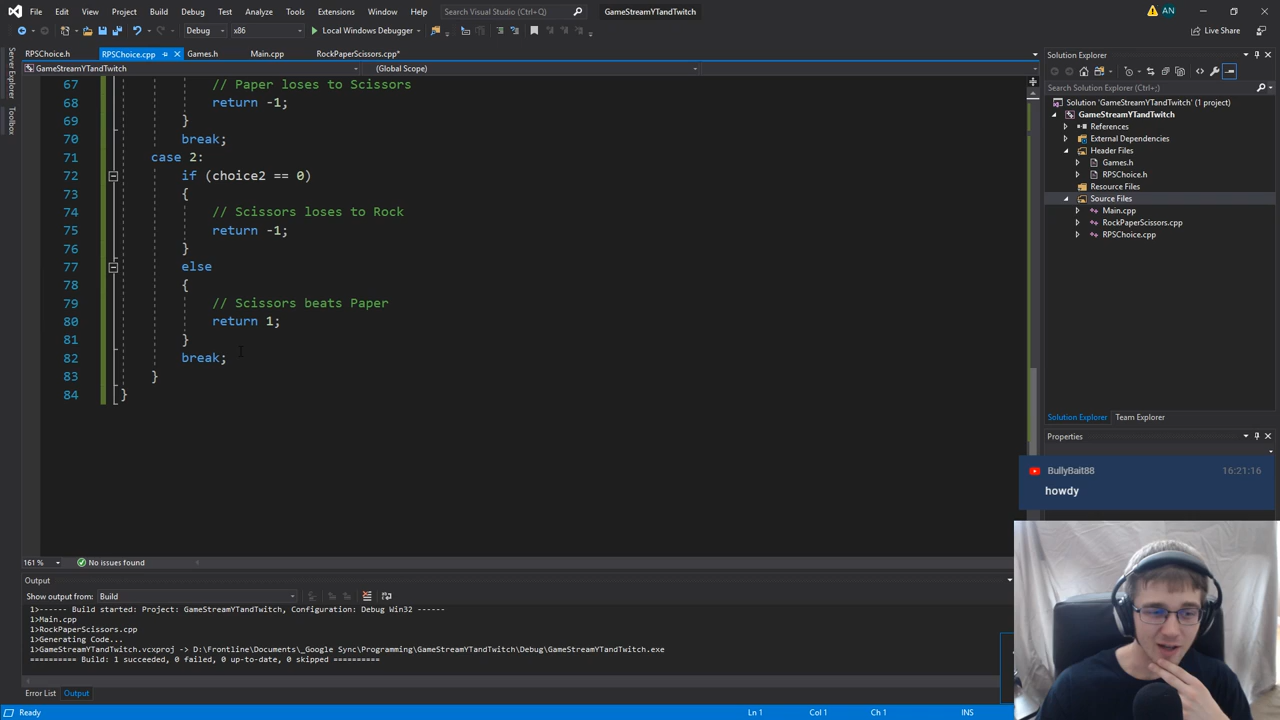 File Edit View Project Build Debug Test Analyze Tools Extensions Window Help Search Visual Studio (Ctrl+Q) GameStreamYTandTwitch AN
Debug x86 Local Windows Debugger Live Share
RPSChoice.h RPSChoice.cpp Games.h Main.cpp RockPaperScissors.cpp*
GameStreamYTandTwitch (Global Scope)
Server Explorer
Toolbox
67 // Paper loses to Scissors
68 return -1;
69 }
70 break;
71 case 2:
72 if (choice2 == 0)
73 {
74 // Scissors loses to Rock
75 return -1;
76 }
77 else
78 {
79 // Scissors beats Paper
80 return 1;
81 }
82 break;
83 }
84 }
161 % No issues found
Ln 1 Col 1 Ch 1 INS
Solution Explorer
Search Solution Explorer (Ctrl+;)
Solution 'GameStreamYTandTwitch' (1 project)
GameStreamYTandTwitch
References
External Dependencies
Header Files
Games.h
RPSChoice.h
Resource Files
Source Files
Main.cpp
RockPaperScissors.cpp
RPSChoice.cpp
Solution Explorer Team Explorer
Properties
BullyBait88 16:21:16
howdy
Output
Show output from: Build
1>------ Build started: Project: GameStreamYTandTwitch, Configuration: Debug Win32 ------
1>Main.cpp
1>RockPaperScissors.cpp
1>Generating Code...
1>GameStreamYTandTwitch.vcxproj -> D:\Frontline\Documents\_Google Sync\Programming\GameStreamYTandTwitch\Debug\GameStreamYTandTwitch.exe
========== Build: 1 succeeded, 0 failed, 0 up-to-date, 0 skipped ==========
Error List Output
Ready